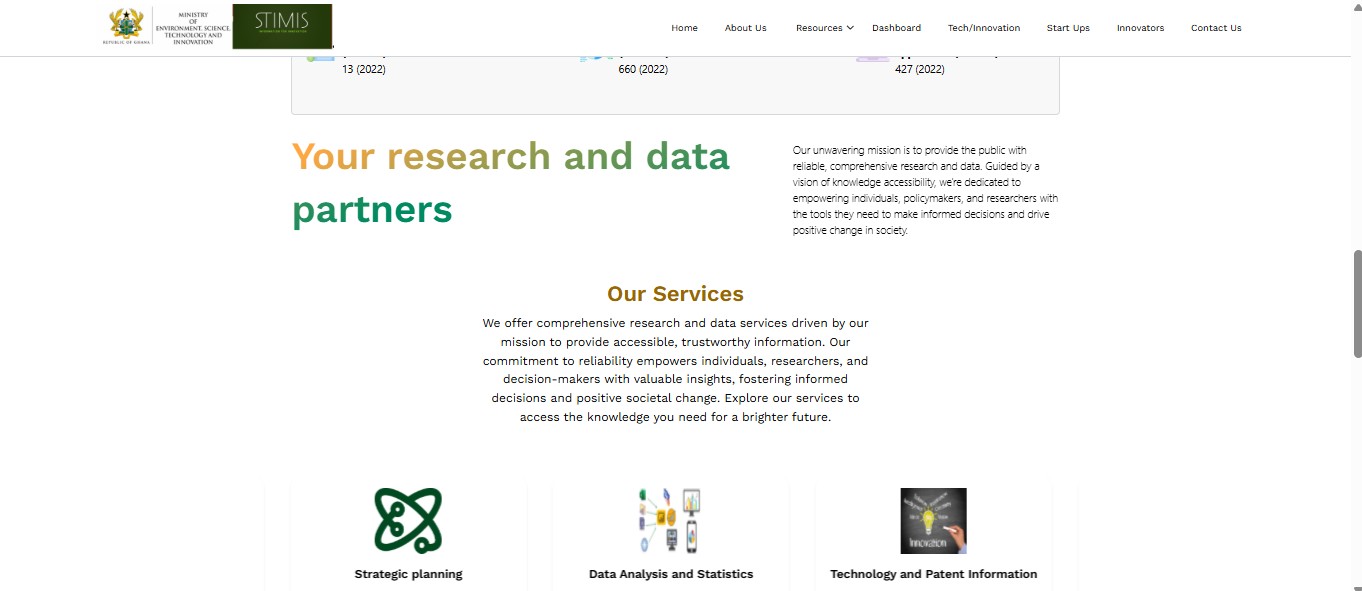 REPUBLIC OF GHANA
MINISTRY
OF
ENVIRONMENT, SCIENCE,
TECHNOLOGY AND
INNOVATION
STIMIS
Home
About Us
Resources
Dashboard
Tech/Innovation
Start Ups
Innovators
Contact Us
13 (2022)
660 (2022)
427 (2022)
Your research and data
partners
Our unwavering mission is to provide the public with
reliable, comprehensive research and data. Guided by a
vision of knowledge accessibility, we're dedicated to
empowering individuals, policymakers, and researchers with
the tools they need to make informed decisions and drive
positive change in society.
Our Services
We offer comprehensive research and data services driven by our
mission to provide accessible, trustworthy information. Our
commitment to reliability empowers individuals, researchers, and
decision-makers with valuable insights, fostering informed
decisions and positive societal change. Explore our services to
access the knowledge you need for a brighter future.
Innovation
Strategic planning
Data Analysis and Statistics
Technology and Patent Information